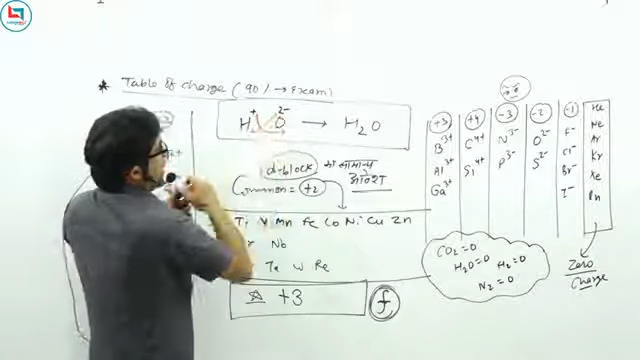 * Table of charge (90% → Exam)
H⁺ O²⁻ → H₂O
d-block का सामान्य आवेश
Common = +2
Ti V Mn Fe Co Ni Cu Zn
Nb
Ta W Re
☆ +3
f
+3 +4 -3 -2 -1
B³⁺ C⁴⁺ N³⁻ O²⁻ F⁻ He
Al³⁺ Si⁴⁺ P³⁻ S²⁻ Cl⁻ Ne
Ga³⁺ Br⁻ Ar
I⁻ Kr
Xe
Rn
CO₂=0
H₂O=0 H₂=0
N₂=0
Zero
Charge